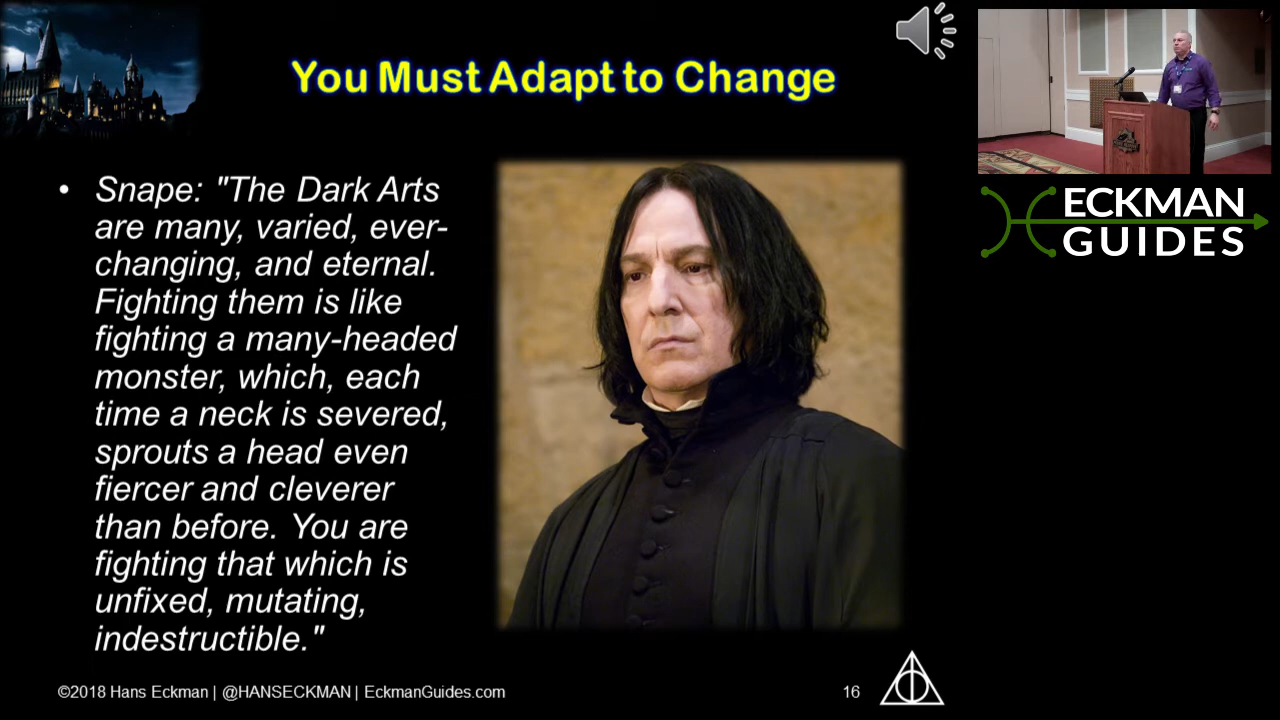 You Must Adapt to Change
• Snape: "The Dark Arts
are many, varied, ever-
changing, and eternal.
Fighting them is like
fighting a many-headed
monster, which, each
time a neck is severed,
sprouts a head even
fiercer and cleverer
than before. You are
fighting that which is
unfixed, mutating,
indestructible."
©2018 Hans Eckman | @HANSECKMAN | EckmanGuides.com
16
ECKMAN
GUIDES